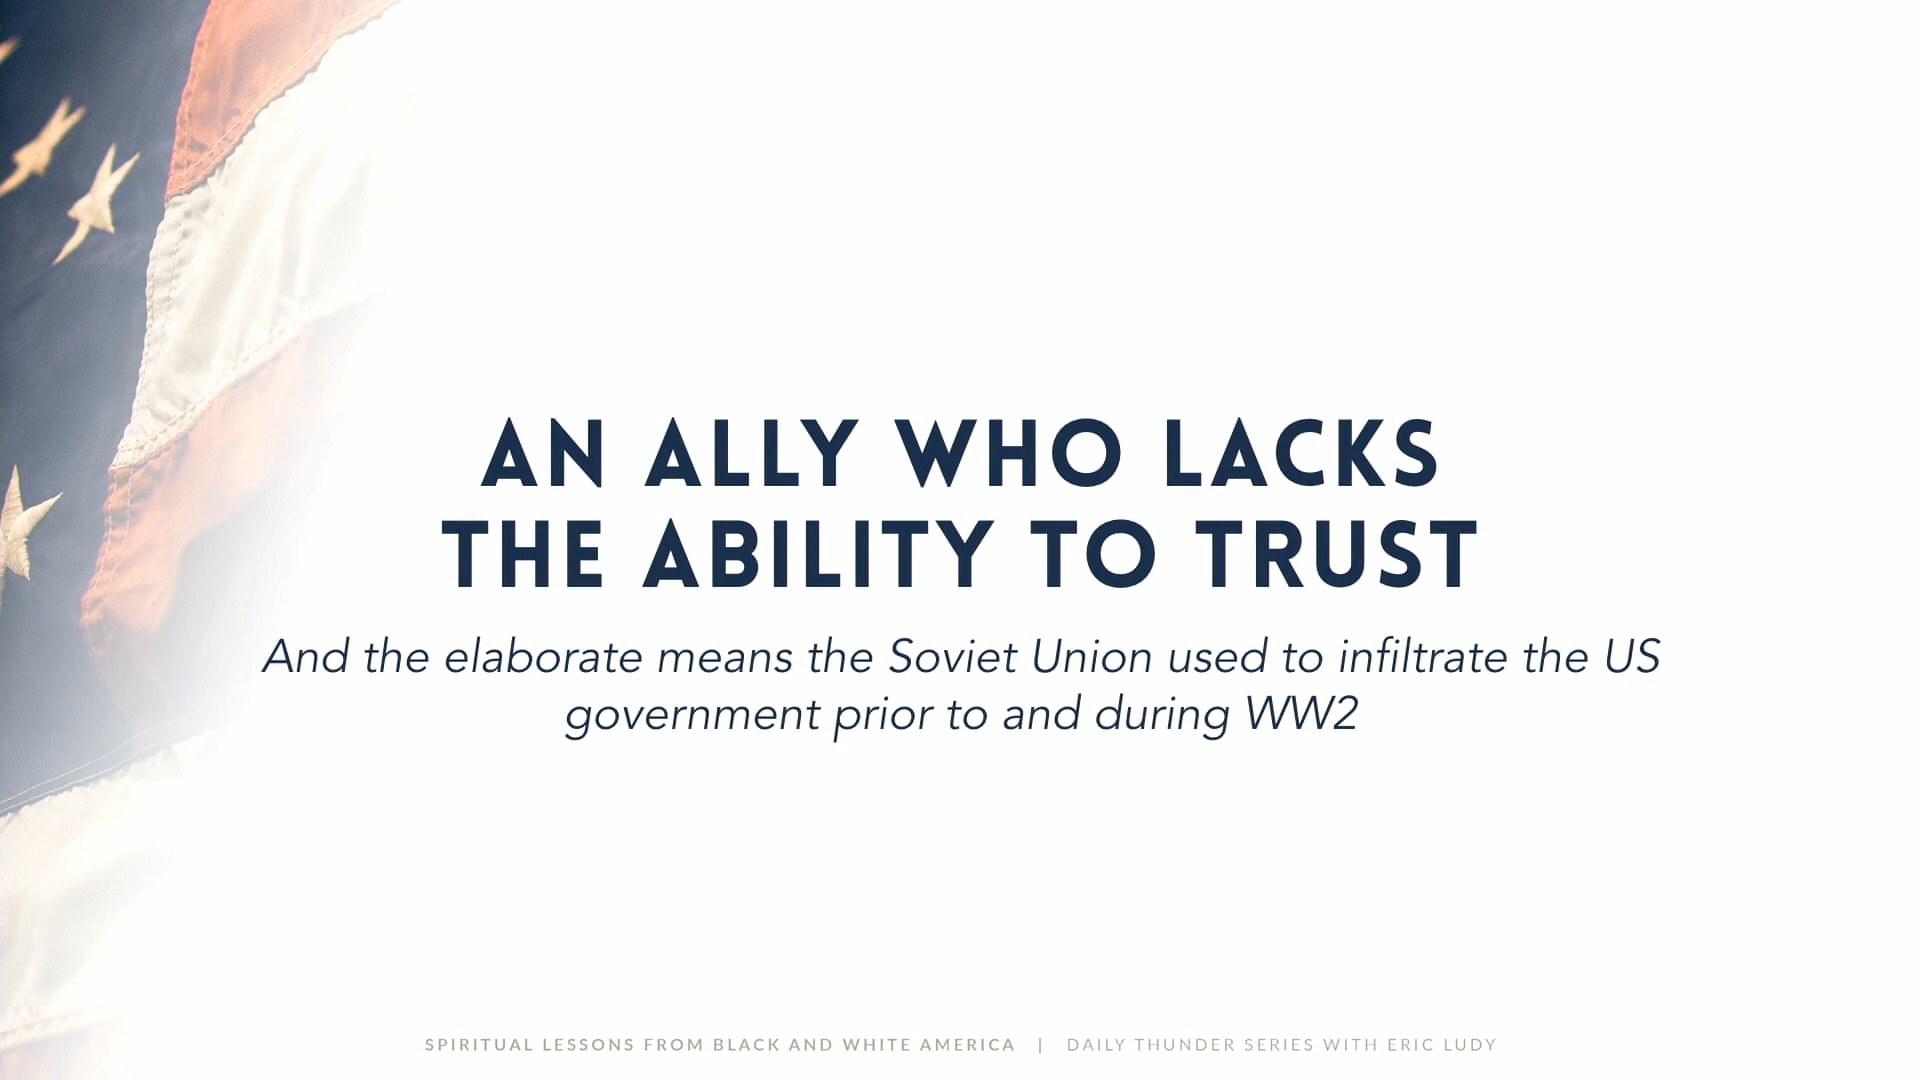 AN ALLY WHO LACKS
THE ABILITY TO TRUST
And the elaborate means the Soviet Union used to infiltrate the US
government prior to and during WW2
SPIRITUAL LESSONS FROM BLACK AND WHITE AMERICA | DAILY THUNDER SERIES WITH ERIC LUDY